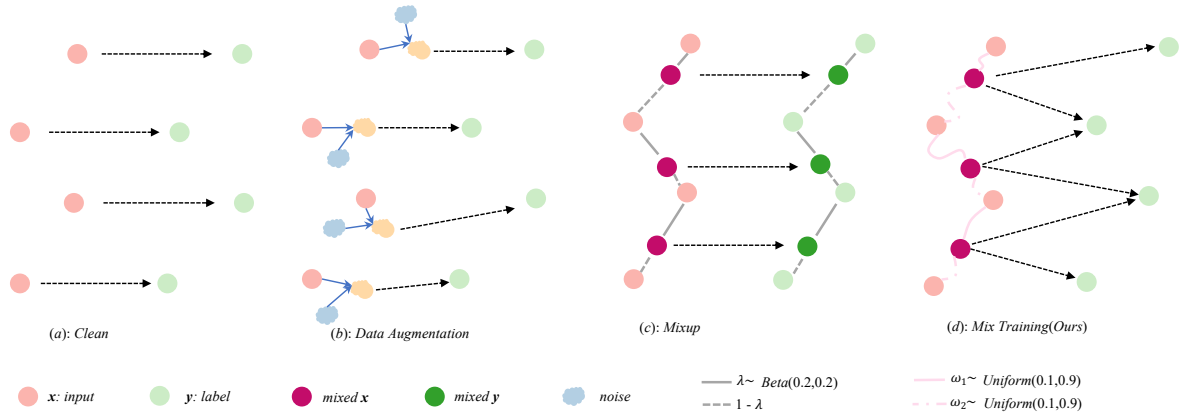 (a): Clean
(b): Data Augmentation
(c): Mixup
(d): Mix Training(Ours)
x: input
y: label
mixed x
mixed y
noise
λ~ Beta(0.2,0.2)
1 - λ
ω₁~ Uniform(0.1,0.9)
ω₂~ Uniform(0.1,0.9)